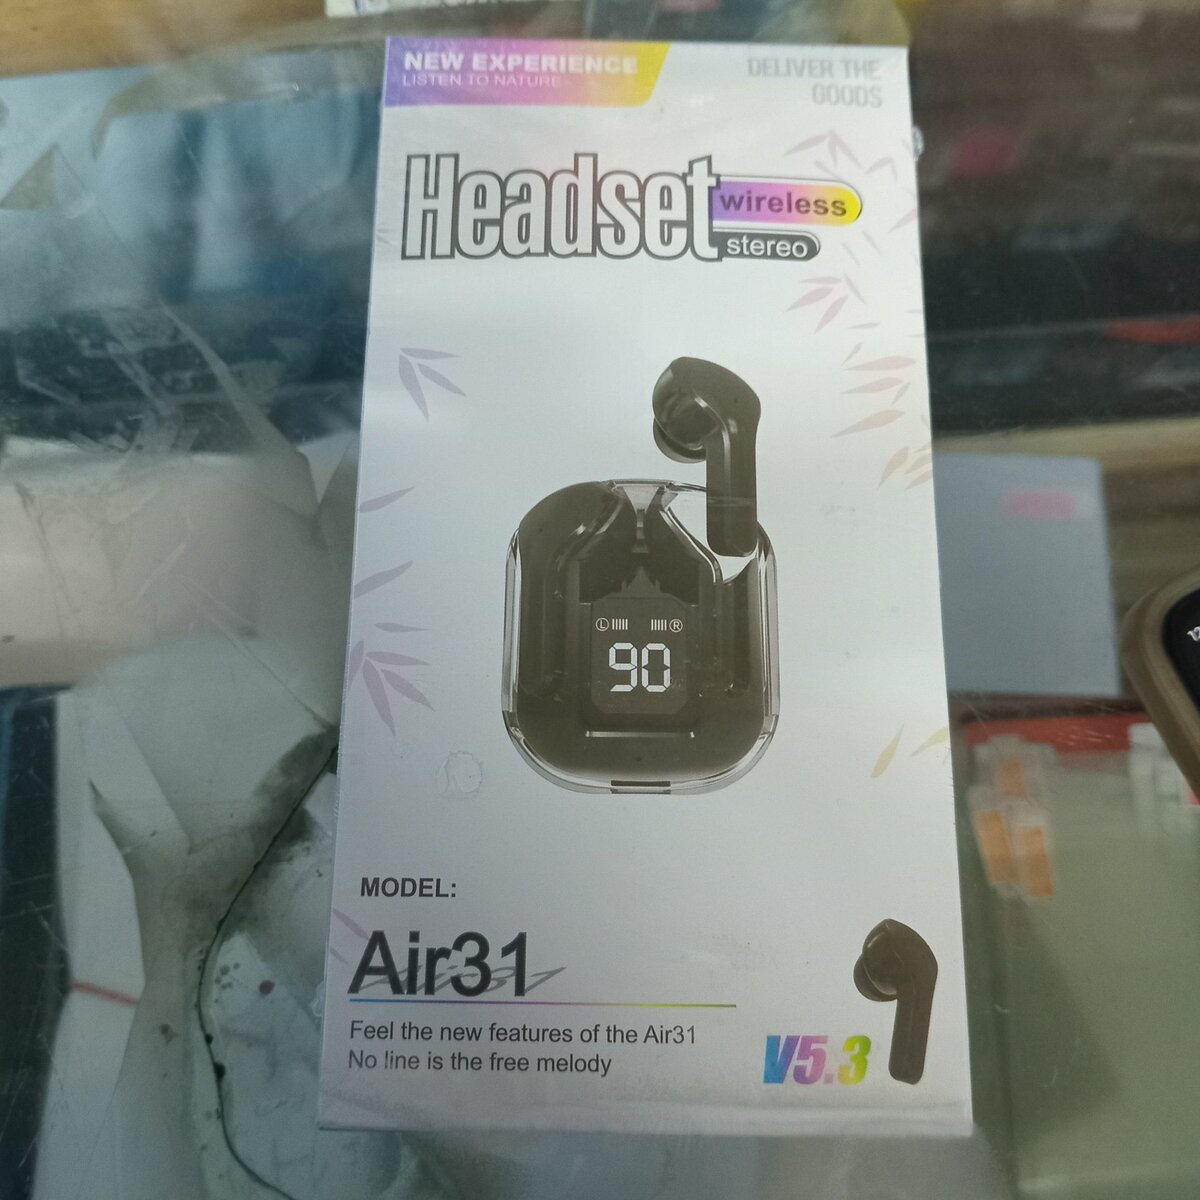 NEW EXPERIENCE
LISTEN TO NATURE
DELIVER THE
GOODS
Headset
wireless
stereo
L R
90
MODEL:
Air31
Feel the new features of the Air31
No line is the free melody
V5.3